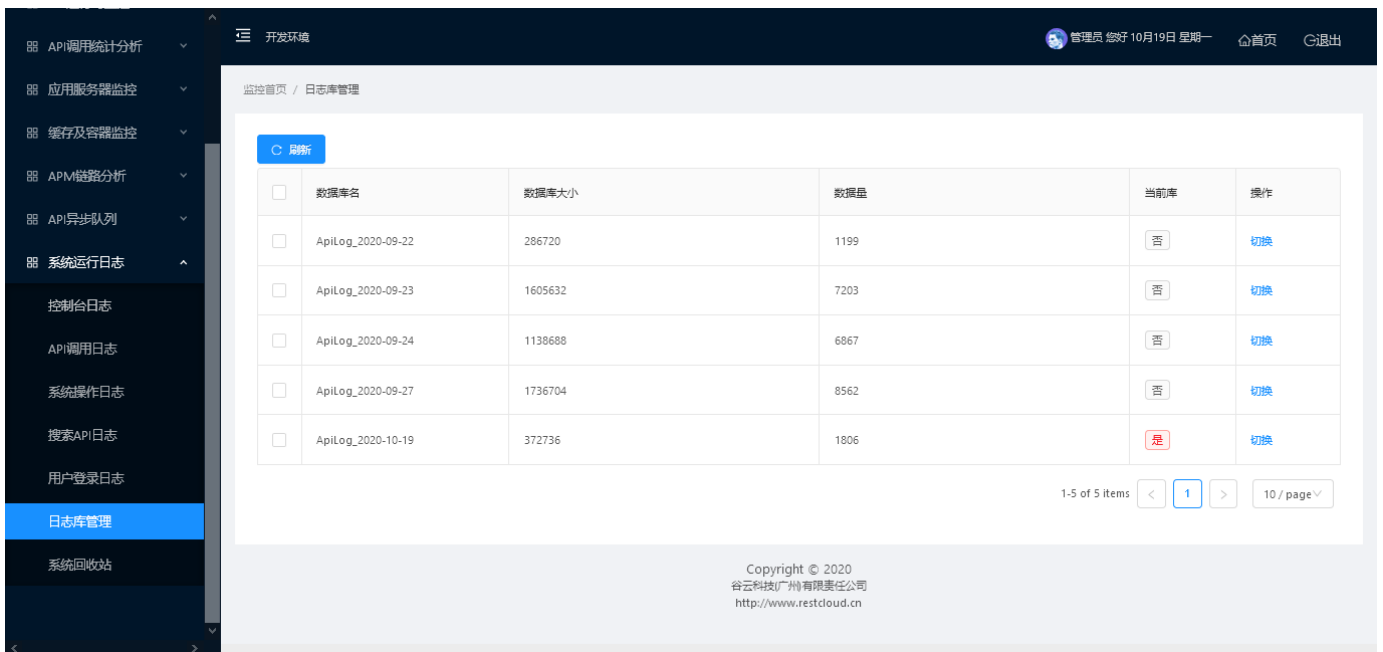 API调用统计分析
应用服务器监控
缓存及容器监控
APM链路分析
API异步队列
系统运行日志
控制台日志
API调用日志
系统操作日志
搜索API日志
用户登录日志
日志库管理
系统回收站
开发环境
管理员 您好 10月19日 星期一 首页 退出
监控首页 / 日志库管理
刷新
数据库名 数据库大小 数据量 当前库 操作
ApiLog_2020-09-22 286720 1199 否 切换
ApiLog_2020-09-23 1605632 7203 否 切换
ApiLog_2020-09-24 1138688 6867 否 切换
ApiLog_2020-09-27 1736704 8562 否 切换
ApiLog_2020-10-19 372736 1806 是 切换
1-5 of 5 items < 1 > 10 / page
Copyright © 2020
谷云科技(广州)有限责任公司
http://www.restcloud.cn